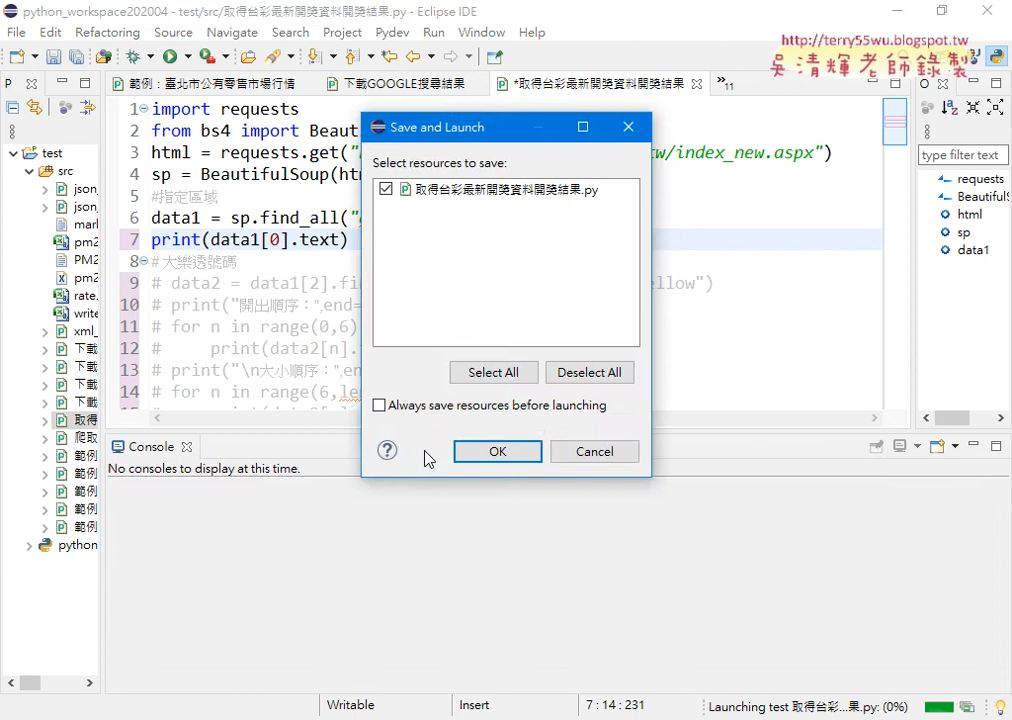 python_workspace202004 - test/src/取得台彩最新開獎資料開獎結果.py - Eclipse IDE
File Edit Refactoring Source Navigate Search Project Pydev Run Window Help
http://terry55wu.blogspot.tw
吳清輝老師錄製
P
範例：臺北市公有零售市場行情
下載GOOGLE搜尋結果
*取得台彩最新開獎資料開獎結果
11
O
1 import requests
2 from bs4 import Beau
3 html = requests.get("
tw/index_new.aspx")
4 sp = BeautifulSoup(ht
5 #指定區域
6 data1 = sp.find_all("
7 print(data1[0].text)
8 # 大樂透號碼
9 # data2 = data1[2].fi
llow")
10 # print("開出順序：",end=
11 # for n in range(0,6)
12 # print(data2[n].
13 # print("\n大小順序：",en
14 # for n in range(6,le
test
src
json_
json_
mark
pm2
PM2
pm2
rate.
write
xml_
下載
下載
下載
下載
取得
爬取
範例
範例
範例
範例
範例
python
type filter text
requests
BeautifulS
html
sp
data1
Save and Launch
Select resources to save:
取得台彩最新開獎資料開獎結果.py
Select All
Deselect All
Always save resources before launching
OK
Cancel
Console
No consoles to display at this time.
Writable
Insert
7 : 14 : 231
Launching test 取得台彩...果.py: (0%)